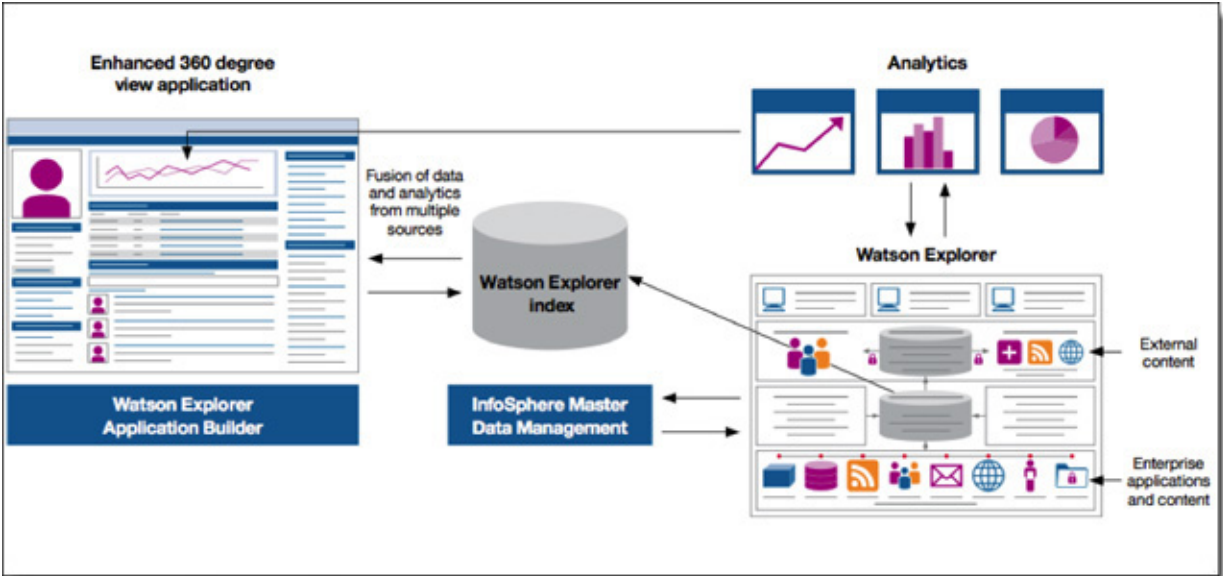 Enhanced 360 degree
view application
Analytics
Fusion of data
and analytics
from multiple
sources
Watson Explorer
Watson Explorer
index
External
content
Watson Explorer
Application Builder
InfoSphere Master
Data Management
Enterprise
applications
and content